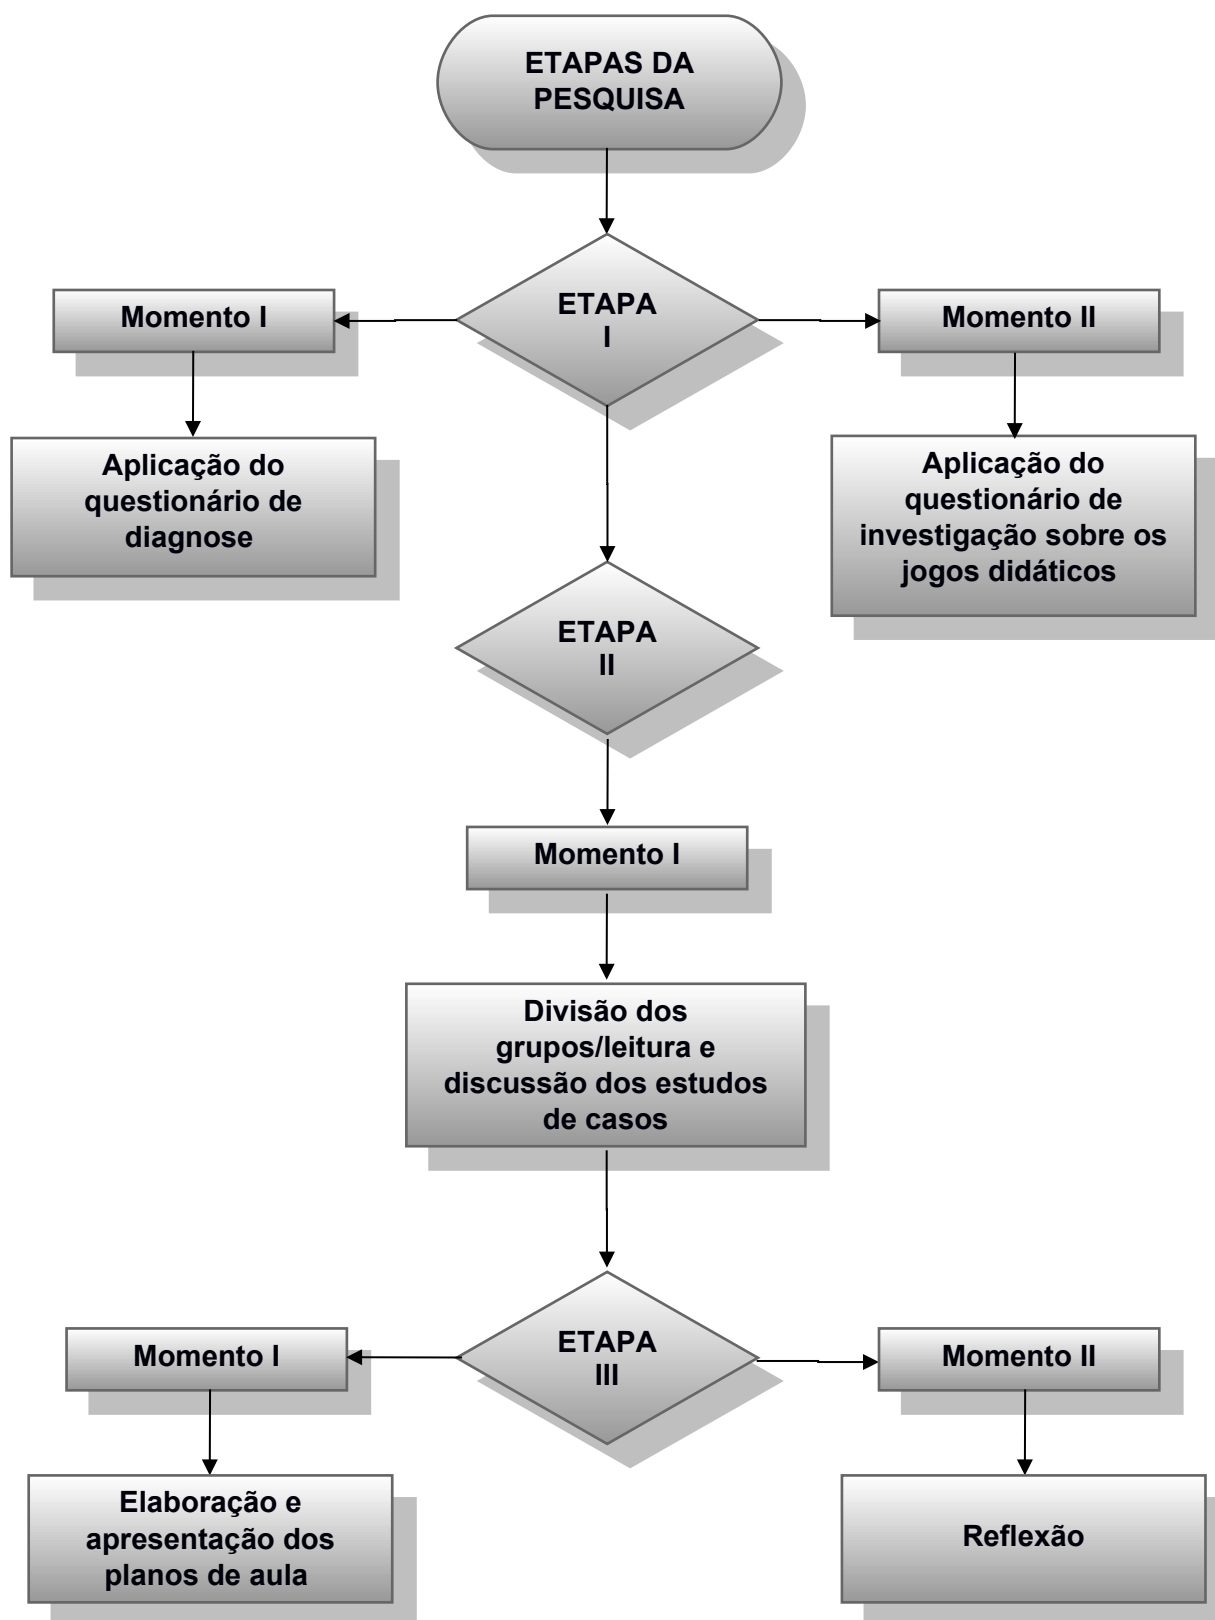 ETAPAS DA
PESQUISA
ETAPA
I
Momento I
Momento II
Aplicação do
questionário de
diagnose
Aplicação do
questionário de
investigação sobre os
jogos didáticos
ETAPA
II
Momento I
Divisão dos
grupos/leitura e
discussão dos estudos
de casos
ETAPA
III
Momento I
Momento II
Elaboração e
apresentação dos
planos de aula
Reflexão